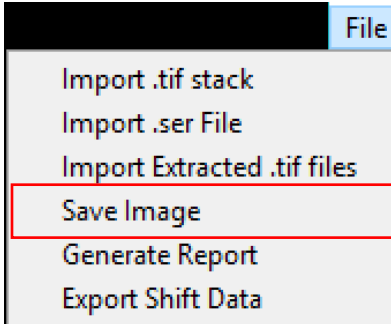 File
Import .tif stack
Import .ser File
Import Extracted .tif files
Save Image
Generate Report
Export Shift Data